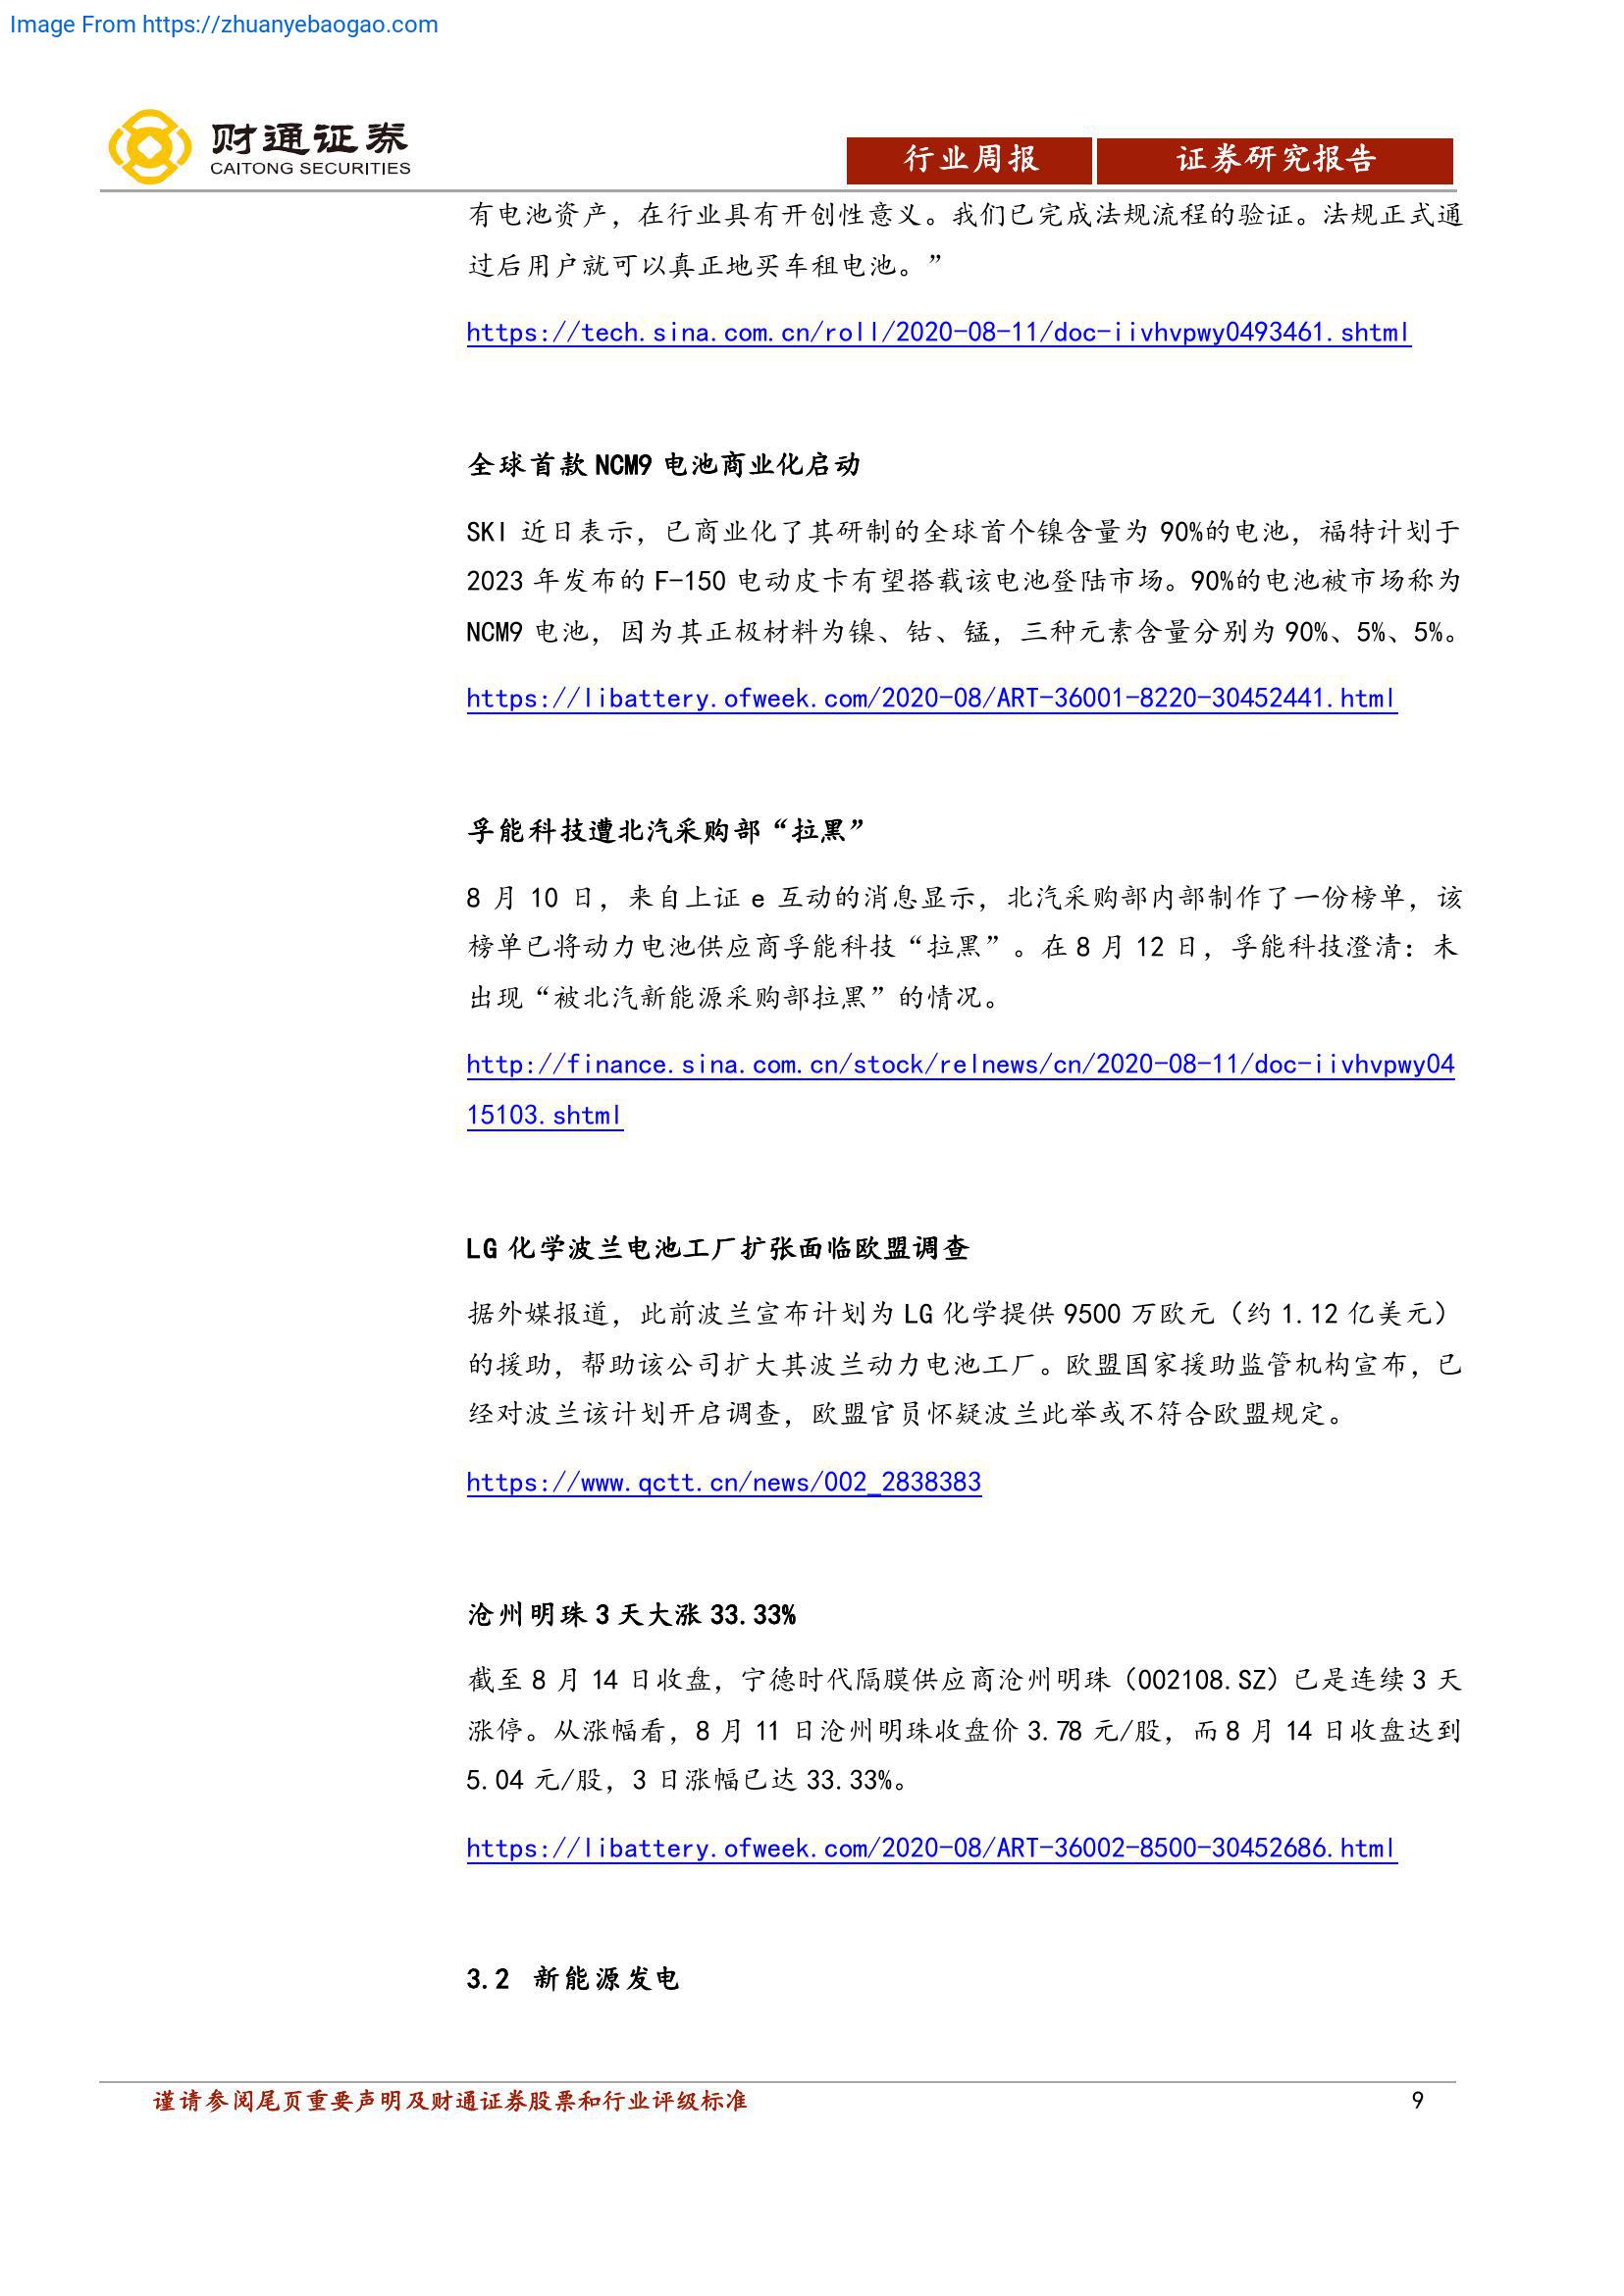 Image From https://zhuanyebaogao.com
财通证券
CAITONG SECURITIES
行业周报
证券研究报告
有电池资产，在行业具有开创性意义。我们已完成法规流程的验证。法规正式通
过后用户就可以真正地买车租电池。”
https://tech.sina.com.cn/roll/2020-08-11/doc-iivhvpwy0493461.shtml
全球首款 NCM9 电池商业化启动
SKI 近日表示，已商业化了其研制的全球首个镍含量为 90%的电池，福特计划于
2023 年发布的 F-150 电动皮卡有望搭载该电池登陆市场。90%的电池被市场称为
NCM9 电池，因为其正极材料为镍、钴、锰，三种元素含量分别为 90%、5%、5%。
https://libattery.ofweek.com/2020-08/ART-36001-8220-30452441.html
孚能科技遭北汽采购部“拉黑”
8 月 10 日，来自上证 e 互动的消息显示，北汽采购部内部制作了一份榜单，该
榜单已将动力电池供应商孚能科技“拉黑”。在 8 月 12 日，孚能科技澄清：未
出现“被北汽新能源采购部拉黑”的情况。
http://finance.sina.com.cn/stock/relnews/cn/2020-08-11/doc-iivhvpwy04
15103.shtml
LG 化学波兰电池工厂扩张面临欧盟调查
据外媒报道，此前波兰宣布计划为 LG 化学提供 9500 万欧元（约 1.12 亿美元）
的援助，帮助该公司扩大其波兰动力电池工厂。欧盟国家援助监管机构宣布，已
经对波兰该计划开启调查，欧盟官员怀疑波兰此举或不符合欧盟规定。
https://www.qctt.cn/news/002_2838383
沧州明珠 3 天大涨 33.33%
截至 8 月 14 日收盘，宁德时代隔膜供应商沧州明珠（002108.SZ）已是连续 3 天
涨停。从涨幅看，8 月 11 日沧州明珠收盘价 3.78 元/股，而 8 月 14 日收盘达到
5.04 元/股，3 日涨幅已达 33.33%。
https://libattery.ofweek.com/2020-08/ART-36002-8500-30452686.html
3.2 新能源发电
谨请参阅尾页重要声明及财通证券股票和行业评级标准
9